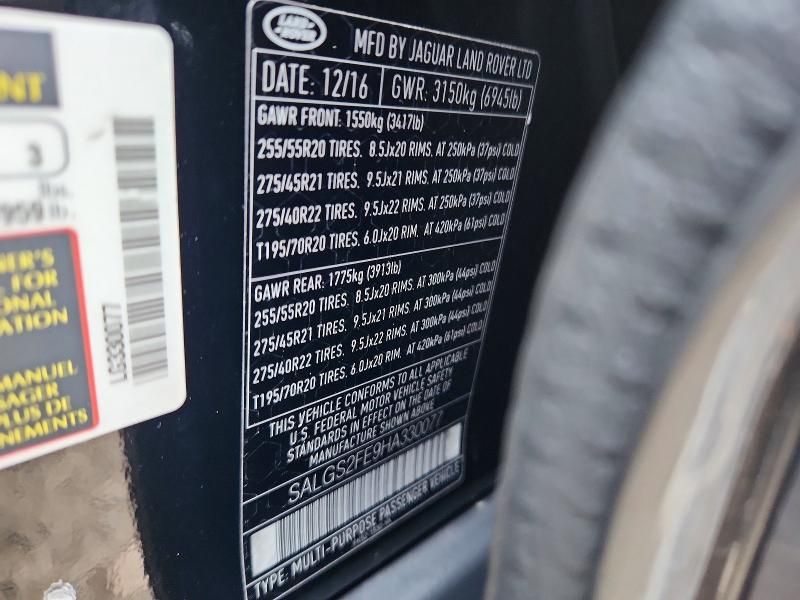 NT
3
lbs.
959 lb.
NER'S
FOR
ONAL
ATION
MANUEL
SAGER
PLUS DE
NEMENTS
LG330077
LAND ROVER
MFD BY JAGUAR LAND ROVER LTD
DATE: 12/16 GWR: 3150kg (6945lb)
GAWR FRONT: 1550kg (3417lb)
255/55R20 TIRES. 8.5Jx20 RIMS. AT 250kPa (37psi) COLD
275/45R21 TIRES. 9.5Jx21 RIMS. AT 250kPa (37psi) COLD
275/40R22 TIRES. 9.5Jx22 RIMS. AT 250kPa (37psi) COLD
T195/70R20 TIRES. 6.0Jx20 RIM. AT 420kPa (61psi) COLD
GAWR REAR: 1775kg (3913lb)
255/55R20 TIRES. 8.5Jx20 RIMS. AT 300kPa (44psi) COLD
275/45R21 TIRES. 9.5Jx21 RIMS. AT 300kPa (44psi) COLD
275/40R22 TIRES. 9.5Jx22 RIMS. AT 300kPa (44psi) COLD
T195/70R20 TIRES. 6.0Jx20 RIM. AT 420kPa (61psi) COLD
THIS VEHICLE CONFORMS TO ALL APPLICABLE
U.S. FEDERAL MOTOR VEHICLE SAFETY
STANDARDS IN EFFECT ON THE DATE OF
MANUFACTURE SHOWN ABOVE
SALGS2FE9HA330077
TYPE: MULTI-PURPOSE PASSENGER VEHICLE